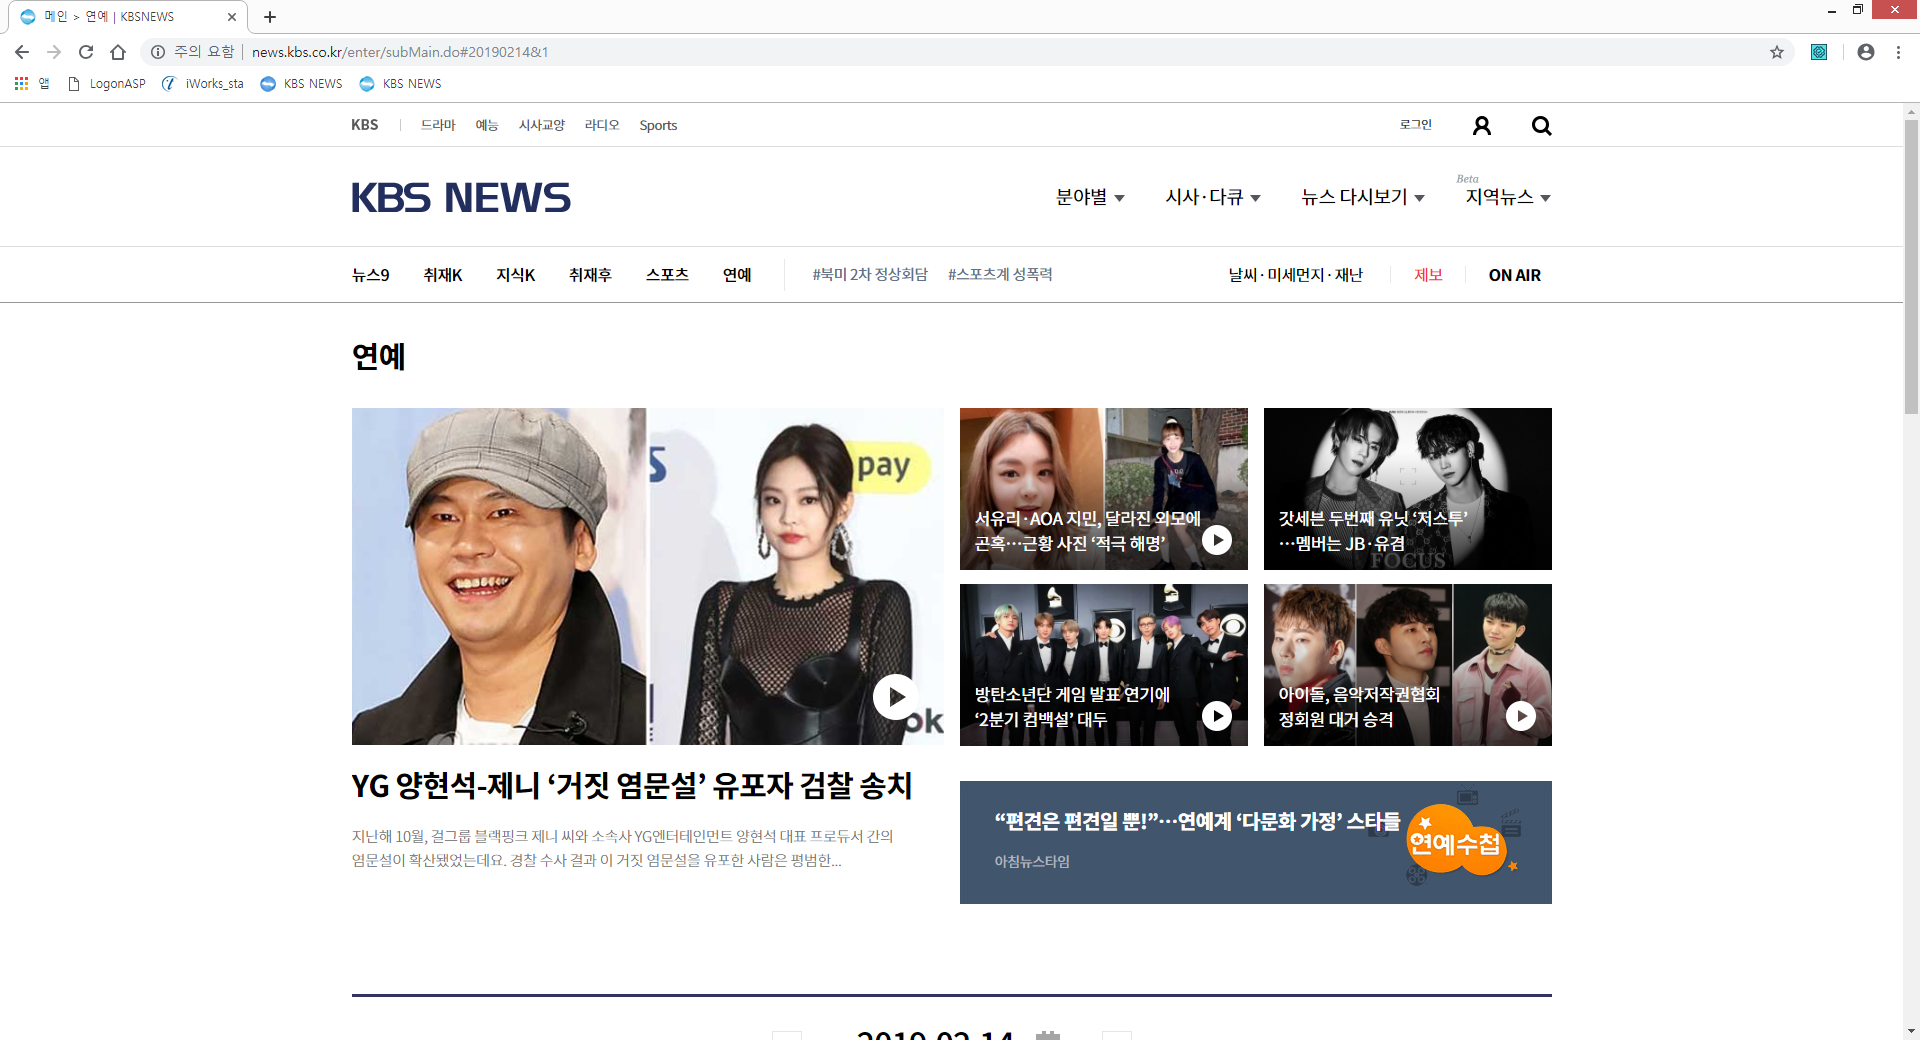 메인 > 연예 | KBSNEWS
주의 요함 | news.kbs.co.kr/enter/subMain.do#20190214&1
앱 LogonASP iWorks_sta KBS NEWS KBS NEWS
KBS 드라마 예능 시사교양 라디오 Sports 로그인
KBS NEWS
Beta
분야별 시사·다큐 뉴스 다시보기 지역뉴스
뉴스9 취재K 지식K 취재후 스포츠 연예 #북미 2차 정상회담 #스포츠계 성폭력 날씨·미세먼지·재난 제보 ON AIR
연예
pay
서유리·AOA 지민, 달라진 외모에
곤혹…근황 사진 ‘적극 해명’
갓세븐 두번째 유닛 ‘저스투’
…멤버는 JB·유겸
FOCUS
방탄소년단 게임 발표 연기에
‘2분기 컴백설’ 대두
아이돌, 음악저작권협회
정회원 대거 승격
YG 양현석-제니 ‘거짓 염문설’ 유포자 검찰 송치
지난해 10월, 걸그룹 블랙핑크 제니 씨와 소속사 YG엔터테인먼트 양현석 대표 프로듀서 간의
염문설이 확산됐었는데요. 경찰 수사 결과 이 거짓 염문설을 유포한 사람은 평범한...
“편견은 편견일 뿐!”…연예계 ‘다문화 가정’ 스타들
아침뉴스타임
연예수첩
2019.02.14